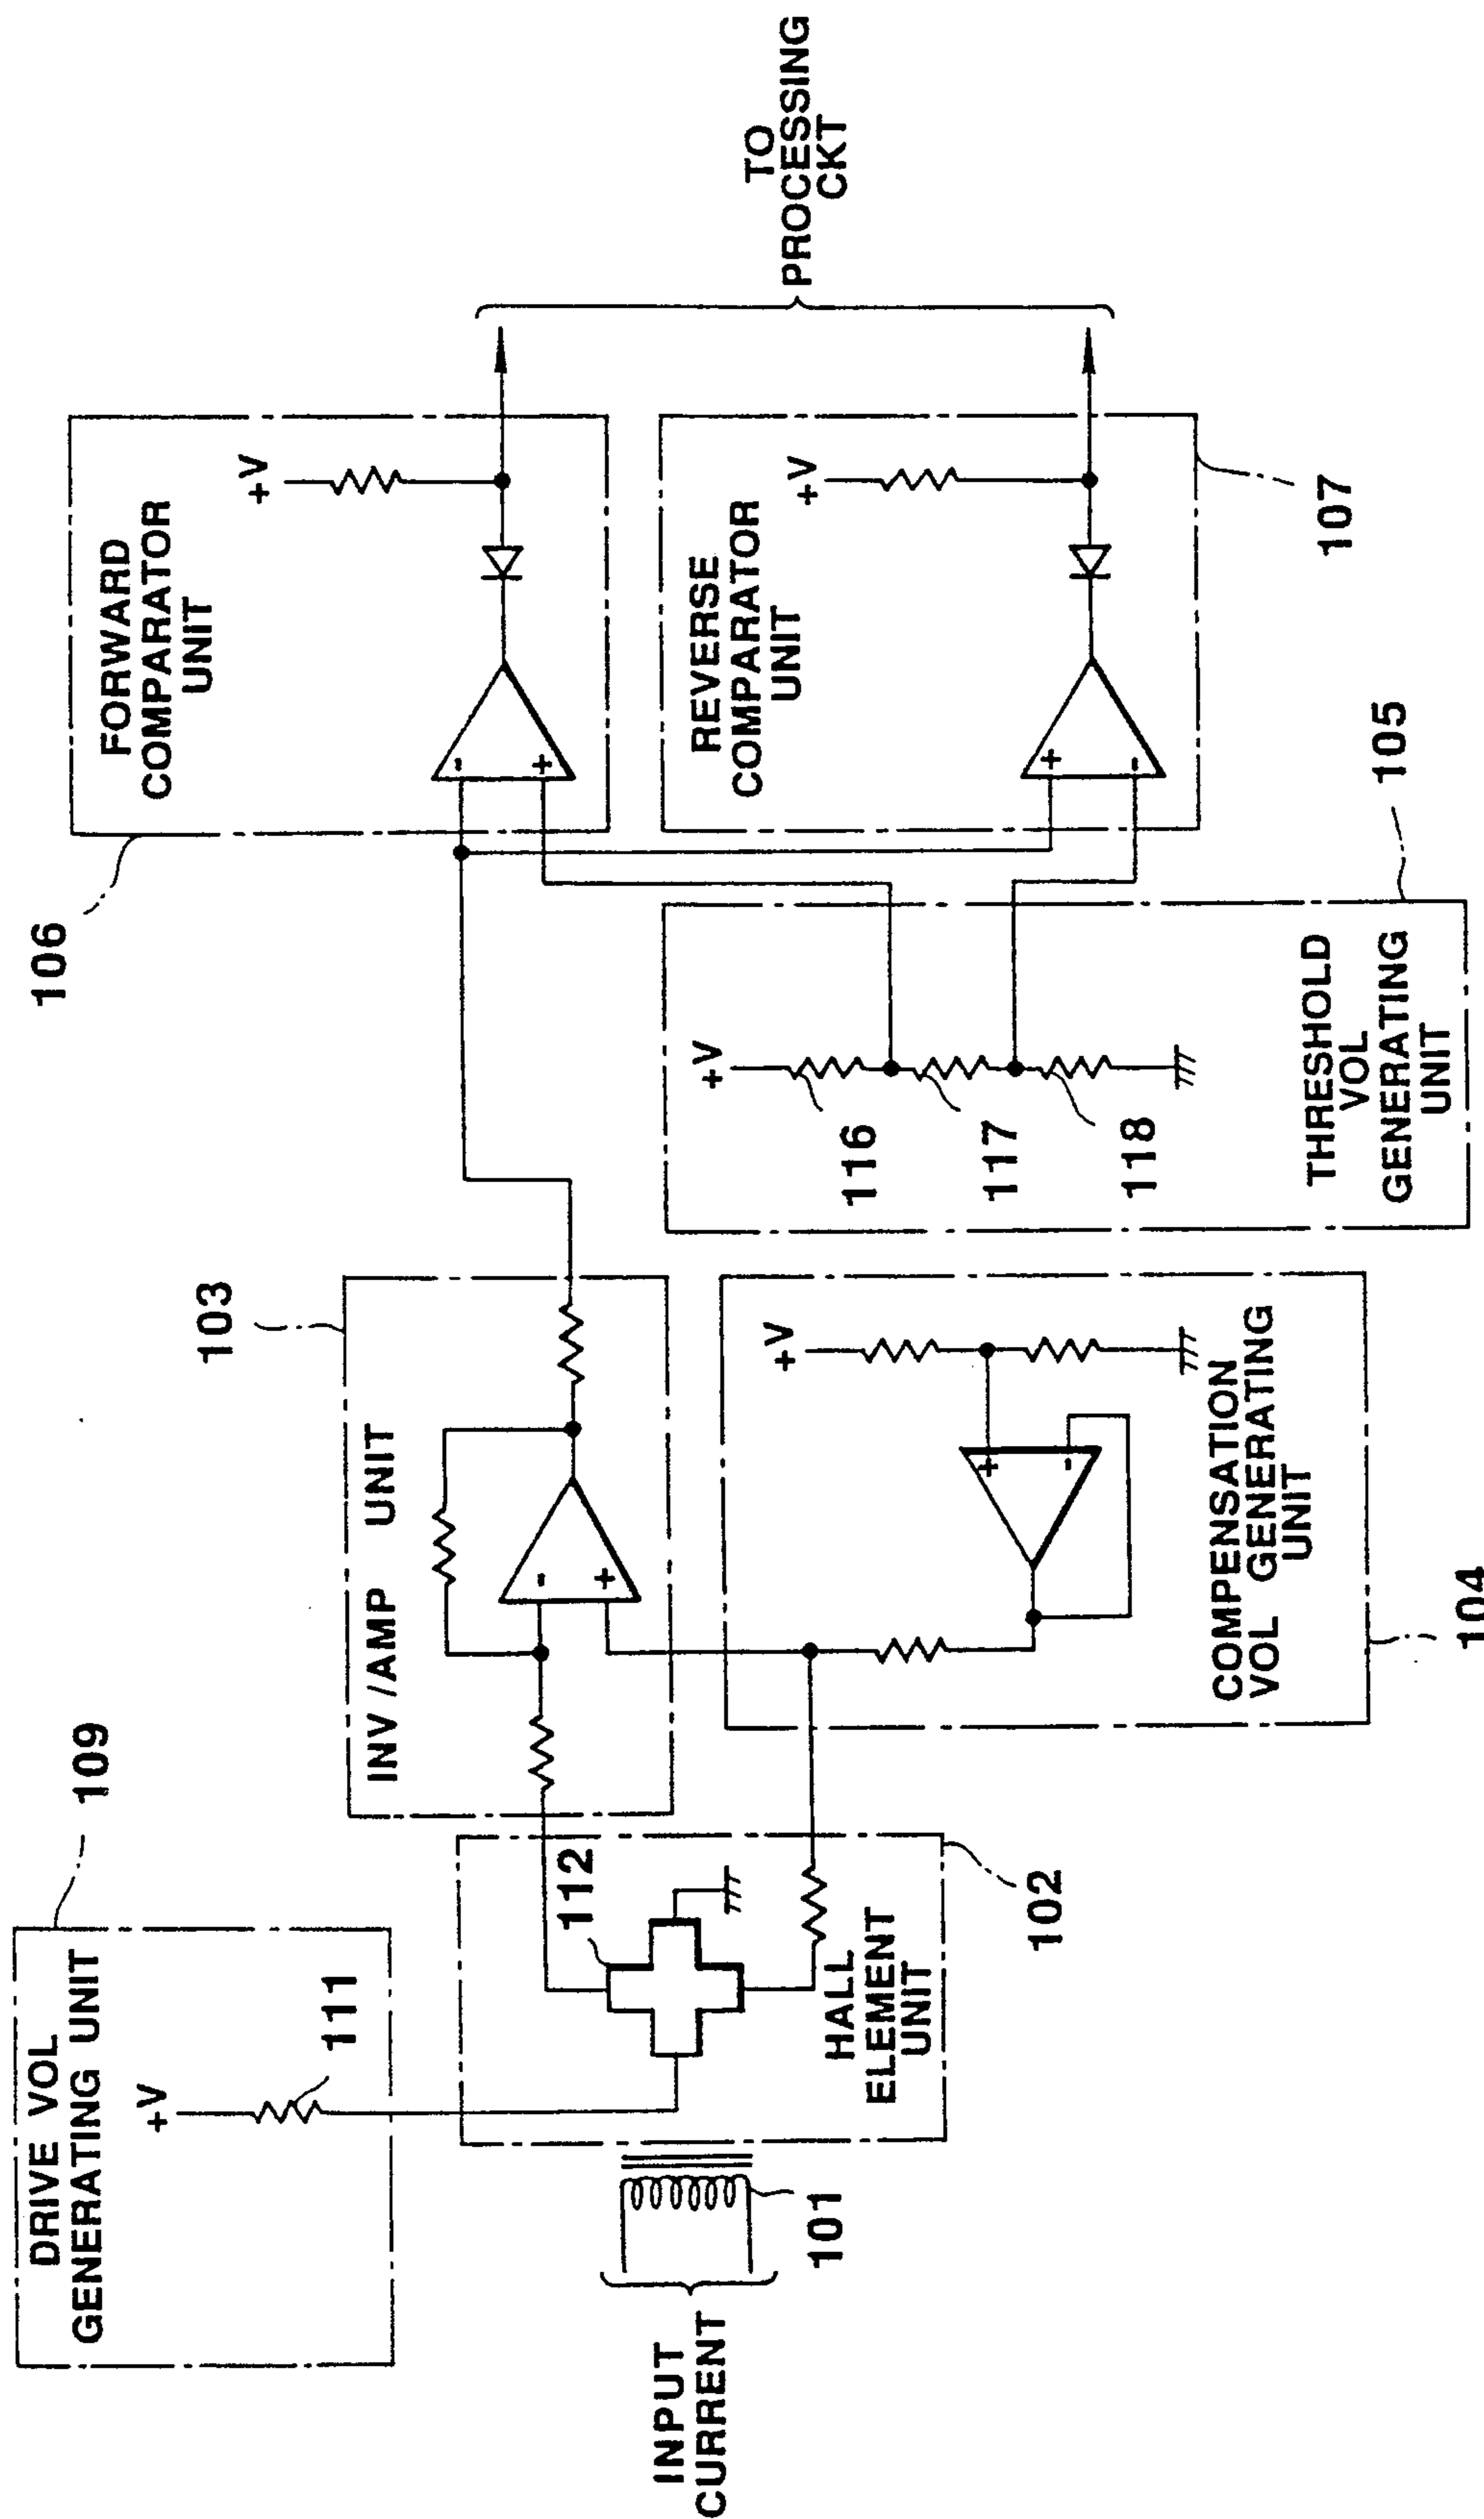 109
DRIVE VOL
GENERATING UNIT
+V
111
INPUT
CURRENT
101
112
HALL
ELEMENT
UNIT
102
103
INV/AMP UNIT
-
+
+V
+
-
COMPENSATION
VOL GENERATING
UNIT
104
+V
116
117
118
THRESHOLD
VOL
GENERATING
UNIT
105
106
FORWARD
COMPARATOR
UNIT
+V
-
+
REVERSE
COMPARATOR
UNIT
+V
+
-
107
TO
PROCESSING
CKT